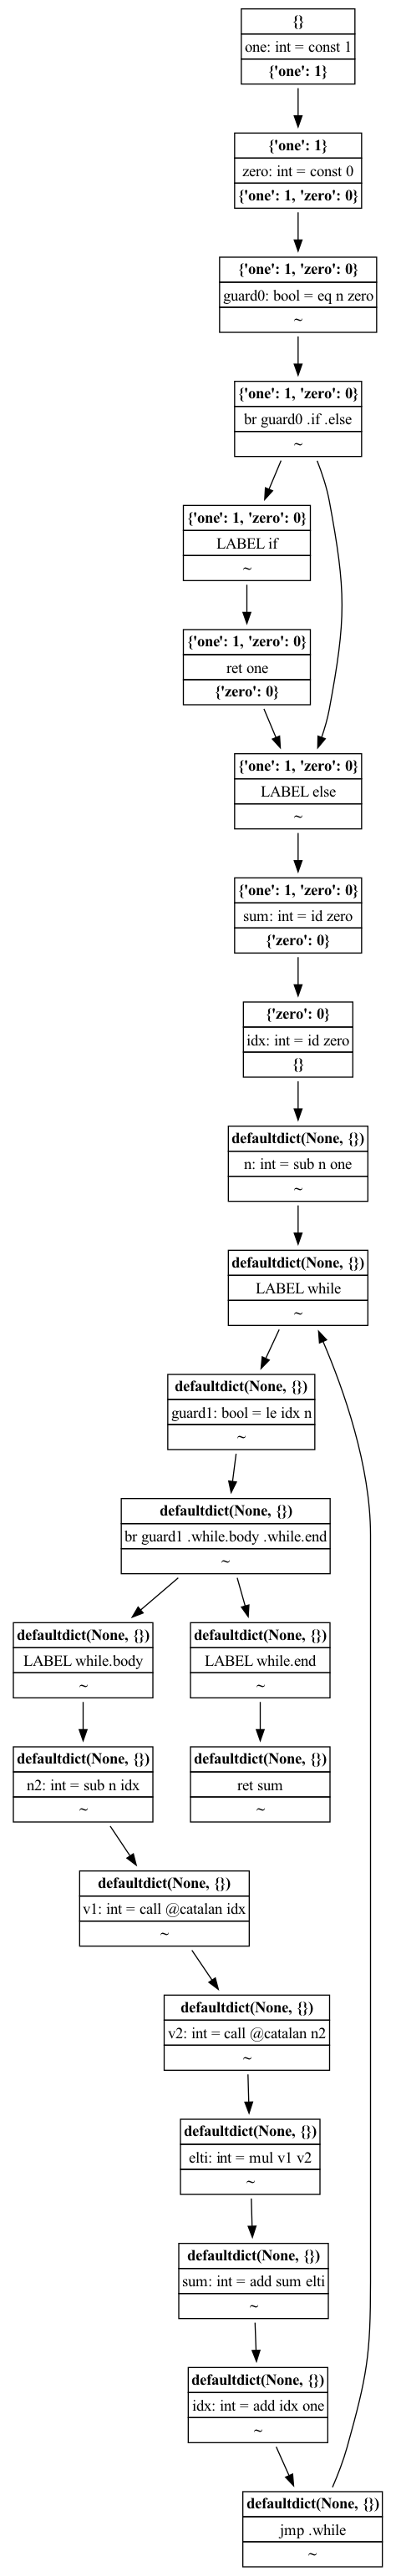 {}
one: int = const 1
{'one': 1}
{'one': 1}
zero: int = const 0
{'one': 1, 'zero': 0}
{'one': 1, 'zero': 0}
guard0: bool = eq n zero
~
{'one': 1, 'zero': 0}
br guard0 .if .else
~
{'one': 1, 'zero': 0}
LABEL if
~
{'one': 1, 'zero': 0}
ret one
{'zero': 0}
{'one': 1, 'zero': 0}
LABEL else
~
{'one': 1, 'zero': 0}
sum: int = id zero
{'zero': 0}
{'zero': 0}
idx: int = id zero
{}
defaultdict(None, {})
n: int = sub n one
~
defaultdict(None, {})
LABEL while
~
defaultdict(None, {})
guard1: bool = le idx n
~
defaultdict(None, {})
br guard1 .while.body .while.end
~
defaultdict(None, {})
LABEL while.body
~
defaultdict(None, {})
LABEL while.end
~
defaultdict(None, {})
n2: int = sub n idx
~
defaultdict(None, {})
ret sum
~
defaultdict(None, {})
v1: int = call @catalan idx
~
defaultdict(None, {})
v2: int = call @catalan n2
~
defaultdict(None, {})
elti: int = mul v1 v2
~
defaultdict(None, {})
sum: int = add sum elti
~
defaultdict(None, {})
idx: int = add idx one
~
defaultdict(None, {})
jmp .while
~